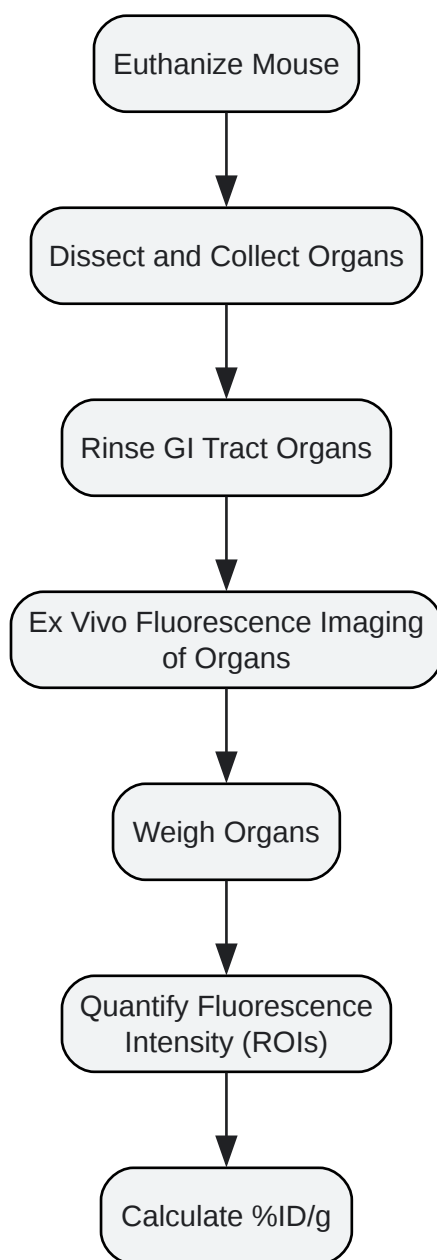 Euthanize Mouse
Dissect and Collect Organs
Rinse GI Tract Organs
Ex Vivo Fluorescence Imaging
of Organs
Weigh Organs
Quantify Fluorescence
Intensity (ROIs)
Calculate %ID/g